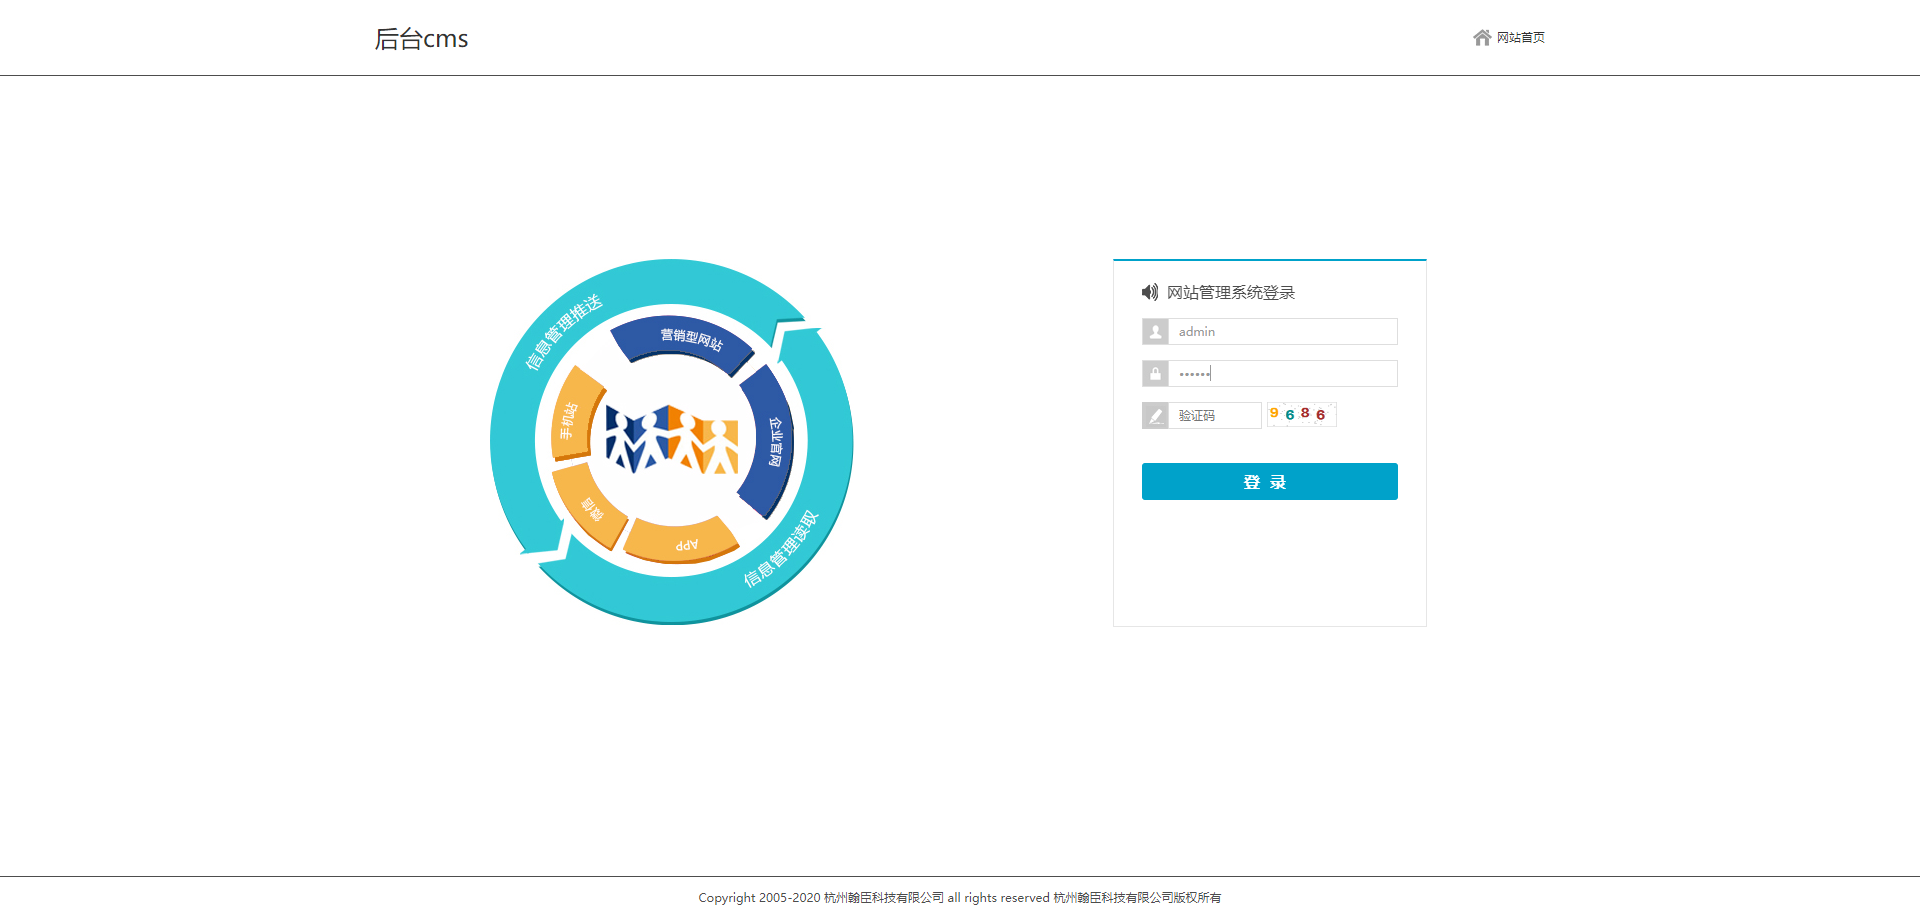 后台cms
网站首页
信息管理推送
营销型网站
企业官网
手机站
微信
APP
信息管理读取
网站管理系统登录
admin
••••••
验证码
9686
登 录
Copyright 2005-2020 杭州翰臣科技有限公司 all rights reserved 杭州翰臣科技有限公司版权所有